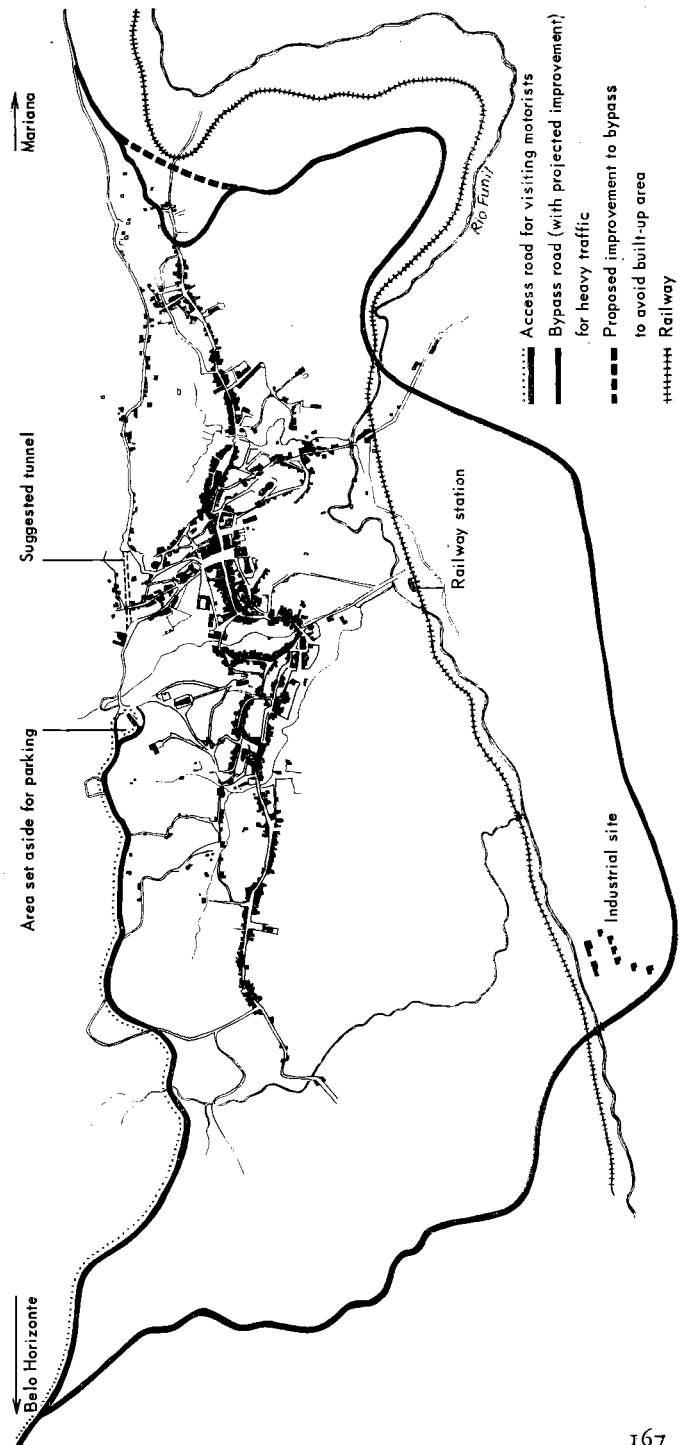 Belo Horizonte
Area set aside for parking
Suggested tunnel
Mariana
Rio Funil
Railway station
Industrial site
Access road for visiting motorists
Bypass road (with projected improvement)
for heavy traffic
Proposed improvement to bypass
to avoid built-up area
Railway
167